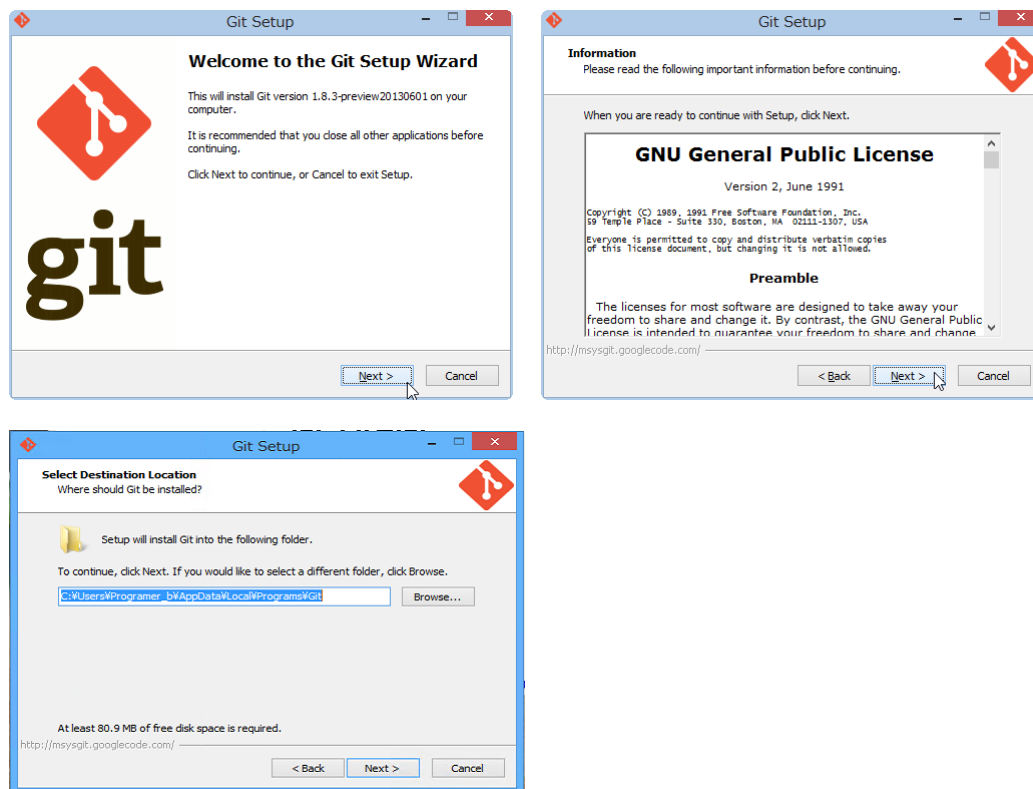 Git Setup
Welcome to the Git Setup Wizard
This will install Git version 1.8.3-preview20130601 on your
computer.
It is recommended that you close all other applications before
continuing.
Click Next to continue, or Cancel to exit Setup.
git
Next >
Cancel
Git Setup
Information
Please read the following important information before continuing.
When you are ready to continue with Setup, click Next.
GNU General Public License
Version 2, June 1991
Copyright (C) 1989, 1991 Free Software Foundation, Inc.
59 Temple Place - Suite 330, Boston, MA 02111-1307, USA
Everyone is permitted to copy and distribute verbatim copies
of this license document, but changing it is not allowed.
Preamble
The licenses for most software are designed to take away your
freedom to share and change it. By contrast, the GNU General Public
License is intended to guarantee your freedom to share and change
http://msysgit.googlecode.com/
< Back
Next >
Cancel
Git Setup
Select Destination Location
Where should Git be installed?
Setup will install Git into the following folder.
To continue, click Next. If you would like to select a different folder, click Browse.
C:¥Users¥Programer_b¥AppData¥Local¥Programs¥Git
Browse...
At least 80.9 MB of free disk space is required.
http://msysgit.googlecode.com/
< Back
Next >
Cancel